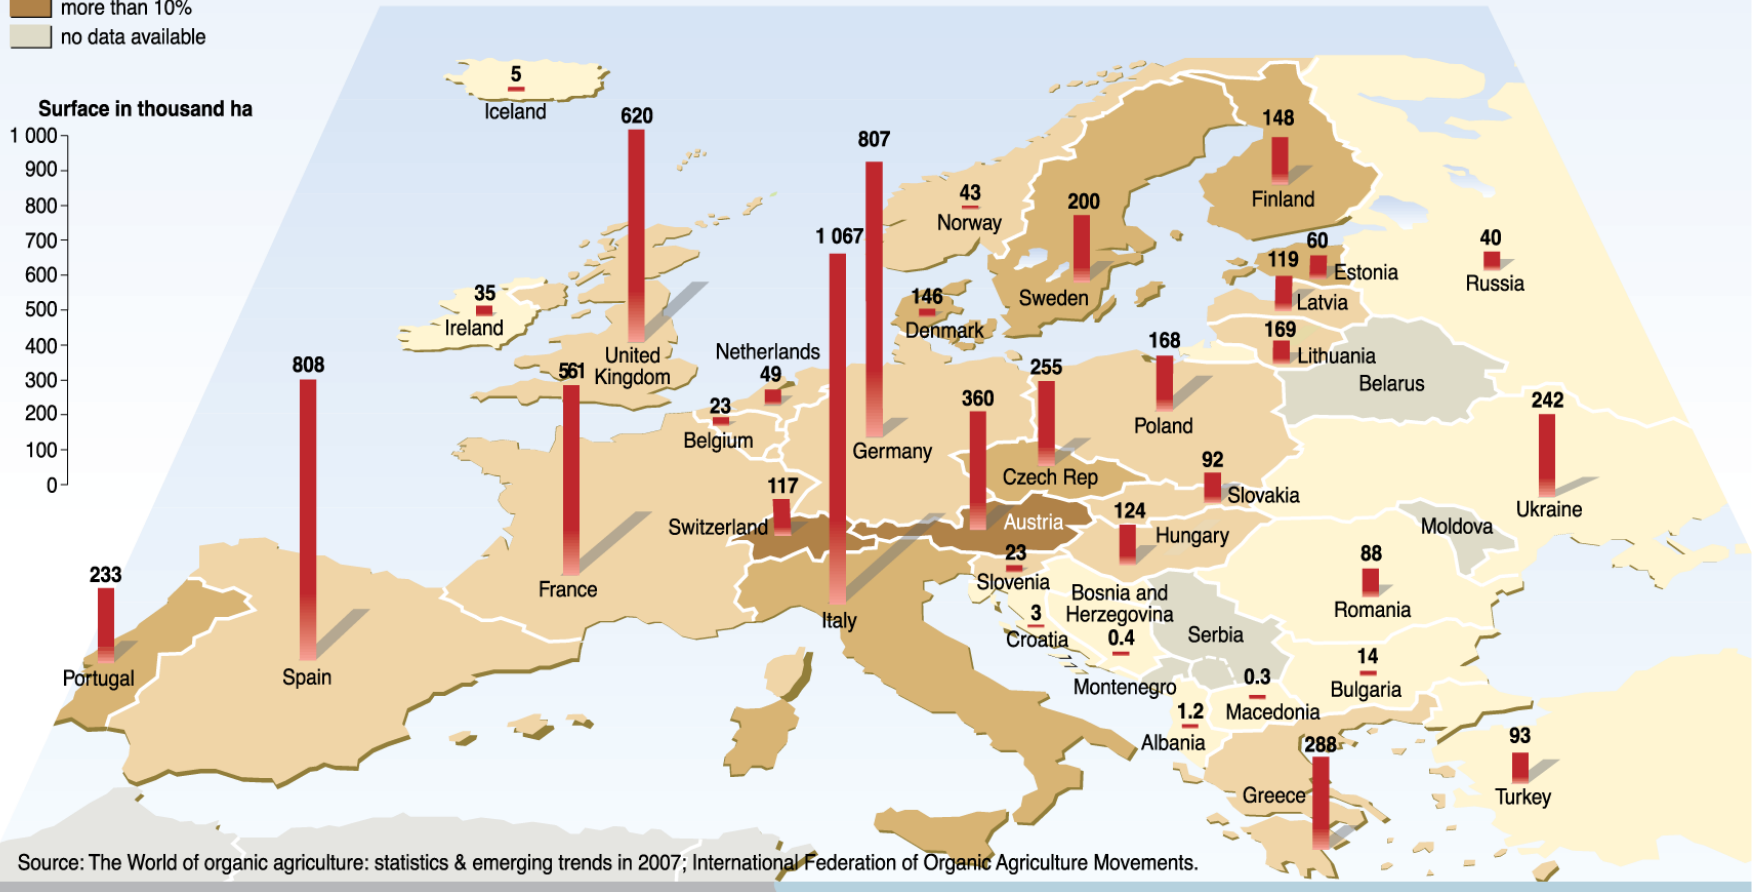 more than 10%
no data available
Surface in thousand ha
1 000
900
800
700
600
500
400
300
200
100
0
5
Iceland
620
United
Kingdom
807
Germany
1 067
Italy
43
Norway
200
Sweden
148
Finland
60
Estonia
119
Latvia
169
Lithuania
40
Russia
35
Ireland
146
Denmark
Netherlands
49
23
Belgium
808
Spain
561
France
360
Austria
255
Czech Rep
168
Poland
Belarus
242
Ukraine
92
Slovakia
117
Switzerland
124
Hungary
Moldova
23
Slovenia
Bosnia and
Herzegovina
0.4
3
Croatia
Serbia
88
Romania
233
Portugal
14
Bulgaria
Montenegro
0.3
Macedonia
1.2
Albania
288
Greece
93
Turkey
Source: The World of organic agriculture: statistics & emerging trends in 2007; International Federation of Organic Agriculture Movements.